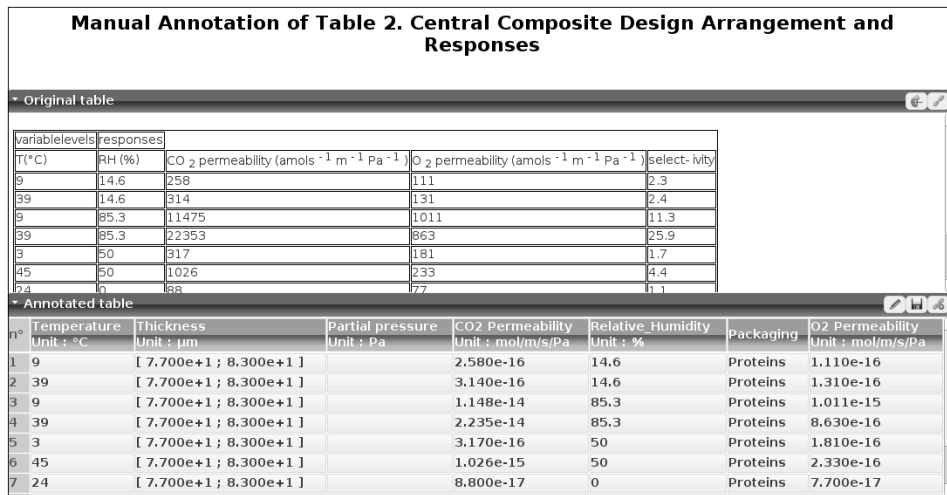 Manual Annotation of Table 2. Central Composite Design Arrangement and
Responses
Original table
variablelevels responses
T(°C) RH (%) CO 2 permeability (amols -1 m -1 Pa -1 ) O 2 permeability (amols -1 m -1 Pa -1 ) select- ivity
9 14.6 258 111 2.3
39 14.6 314 131 2.4
9 85.3 11475 1011 11.3
39 85.3 22353 863 25.9
3 50 317 181 1.7
45 50 1026 233 4.4
24 0 88 77 1.1
Annotated table
n° Temperature Thickness Partial pressure CO2 Permeability Relative_Humidity Packaging O2 Permeability
Unit : °C Unit : µm Unit : Pa Unit : mol/m/s/Pa Unit : % Unit : mol/m/s/Pa
1 9 [ 7.700e+1 ; 8.300e+1 ] 2.580e-16 14.6 Proteins 1.110e-16
2 39 [ 7.700e+1 ; 8.300e+1 ] 3.140e-16 14.6 Proteins 1.310e-16
3 9 [ 7.700e+1 ; 8.300e+1 ] 1.148e-14 85.3 Proteins 1.011e-15
4 39 [ 7.700e+1 ; 8.300e+1 ] 2.235e-14 85.3 Proteins 8.630e-16
5 3 [ 7.700e+1 ; 8.300e+1 ] 3.170e-16 50 Proteins 1.810e-16
6 45 [ 7.700e+1 ; 8.300e+1 ] 1.026e-15 50 Proteins 2.330e-16
7 24 [ 7.700e+1 ; 8.300e+1 ] 8.800e-17 0 Proteins 7.700e-17